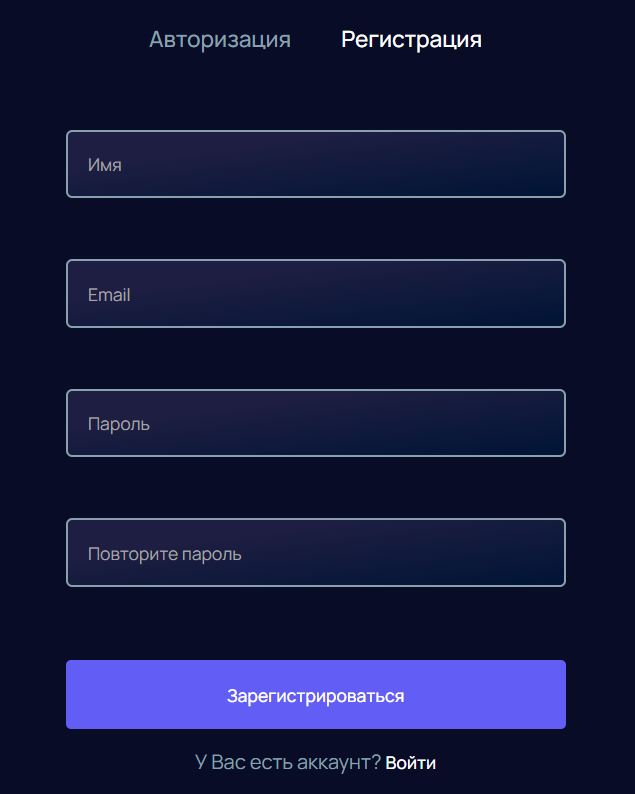 Авторизация Регистрация
Имя
Email
Пароль
Повторите пароль
Зарегистрироваться
У Вас есть аккаунт? Войти